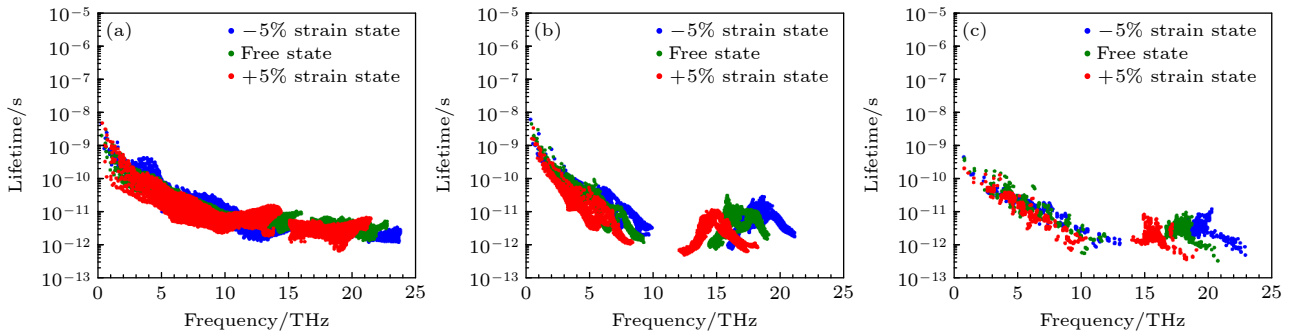 (a)
−5% strain state
Free state
+5% strain state
10⁻⁵
10⁻⁶
10⁻⁷
10⁻⁸
10⁻⁹
10⁻¹⁰
10⁻¹¹
10⁻¹²
10⁻¹³
Lifetime/s
0 5 10 15 20 25
Frequency/THz
(b)
−5% strain state
Free state
+5% strain state
10⁻⁵
10⁻⁶
10⁻⁷
10⁻⁸
10⁻⁹
10⁻¹⁰
10⁻¹¹
10⁻¹²
10⁻¹³
Lifetime/s
0 5 10 15 20 25
Frequency/THz
(c)
−5% strain state
Free state
+5% strain state
10⁻⁵
10⁻⁶
10⁻⁷
10⁻⁸
10⁻⁹
10⁻¹⁰
10⁻¹¹
10⁻¹²
10⁻¹³
Lifetime/s
0 5 10 15 20 25
Frequency/THz